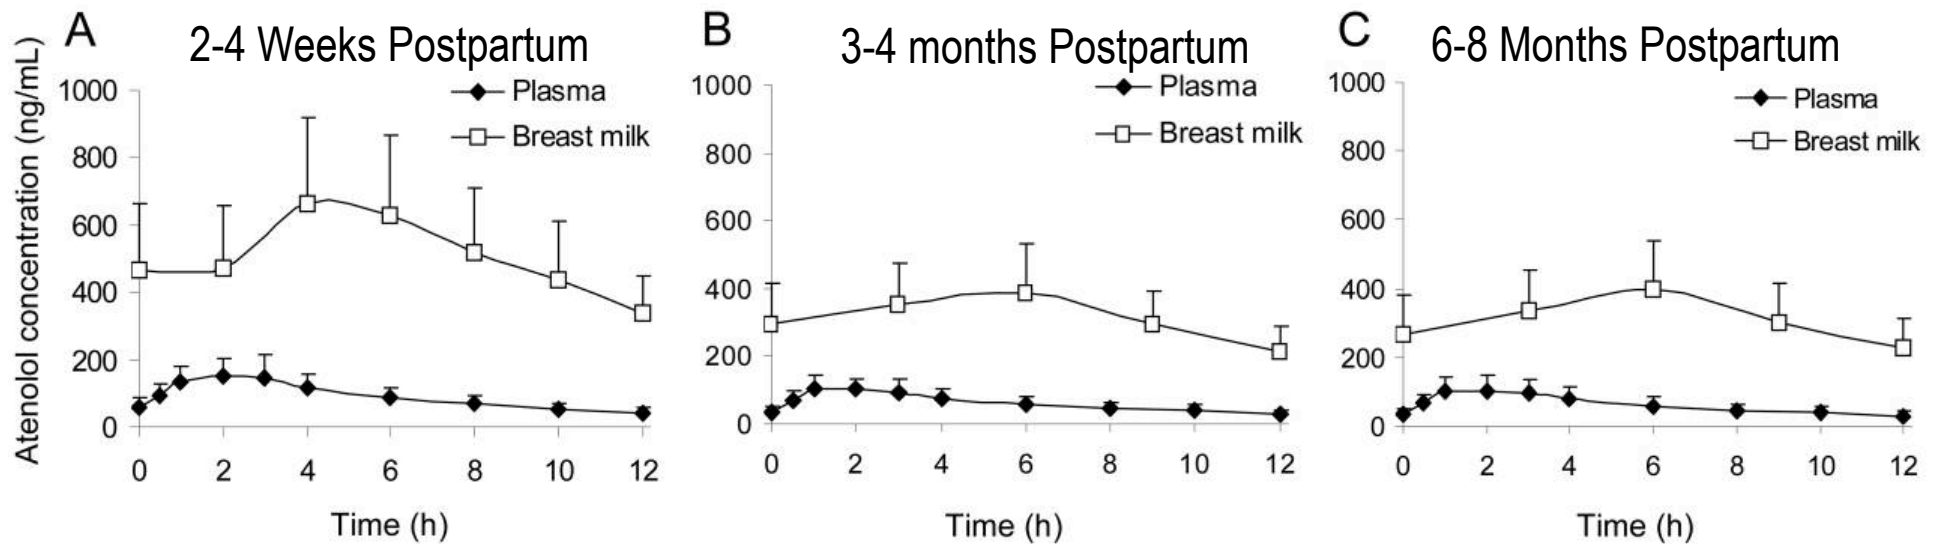 A
2-4 Weeks Postpartum
Atenolol concentration (ng/mL)
Plasma
Breast milk
1000
800
600
400
200
0
0 2 4 6 8 10 12
Time (h)
B
3-4 months Postpartum
Plasma
Breast milk
1000
800
600
400
200
0
0 2 4 6 8 10 12
Time (h)
C
6-8 Months Postpartum
Plasma
Breast milk
1000
800
600
400
200
0
0 2 4 6 8 10 12
Time (h)